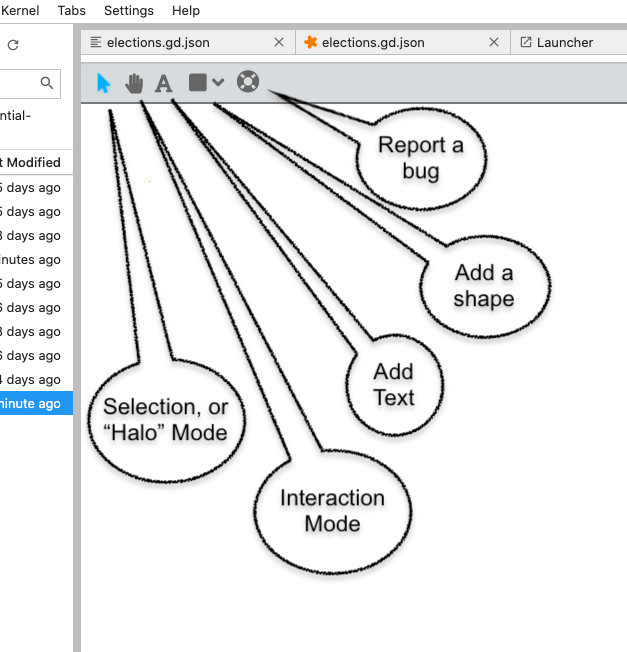 Kernel Tabs Settings Help
elections.gd.json × elections.gd.json × Launcher
A
ntial-
t Modified
5 days ago
5 days ago
3 days ago
inutes ago
5 days ago
6 days ago
3 days ago
6 days ago
4 days ago
minute ago
Report a
bug
Add a
shape
Add
Text
Selection, or
“Halo” Mode
Interaction
Mode